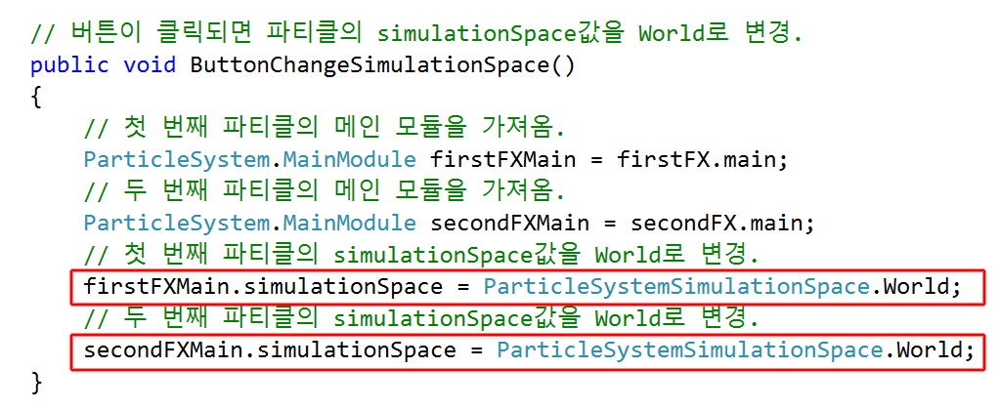 // 버튼이 클릭되면 파티클의 simulationSpace값을 World로 변경.
public void ButtonChangeSimulationSpace()
{
// 첫 번째 파티클의 메인 모듈을 가져옴.
ParticleSystem.MainModule firstFXMain = firstFX.main;
// 두 번째 파티클의 메인 모듈을 가져옴.
ParticleSystem.MainModule secondFXMain = secondFX.main;
// 첫 번째 파티클의 simulationSpace값을 World로 변경.
firstFXMain.simulationSpace = ParticleSystemSimulationSpace.World;
// 두 번째 파티클의 simulationSpace값을 World로 변경.
secondFXMain.simulationSpace = ParticleSystemSimulationSpace.World;
}